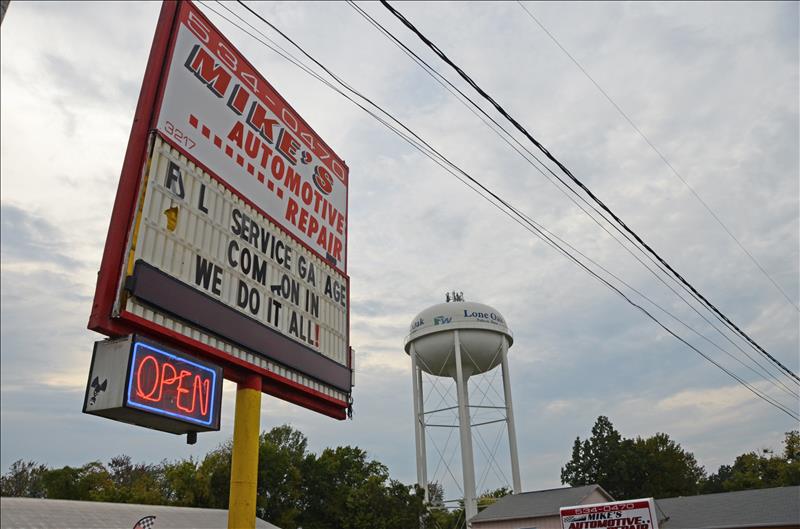 534-0470
MIKE'S
3217
AUTOMOTIVE
REPAIR
F L SERVICE GA AGE
COM ON IN
WE DO IT ALL!
OPEN
Lone Oak
MIKE'S
AUTOMOTIVE
REPAIR
534-0470